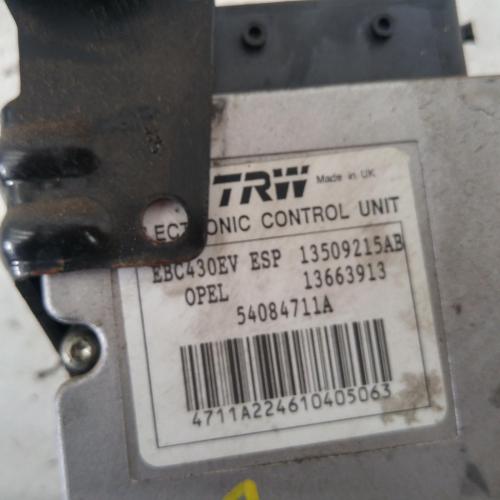 TRW Made in UK
ECTRONIC CONTROL UNIT
EBC430EV ESP 13509215AB
OPEL 13663913
54084711A
4711A224610405063